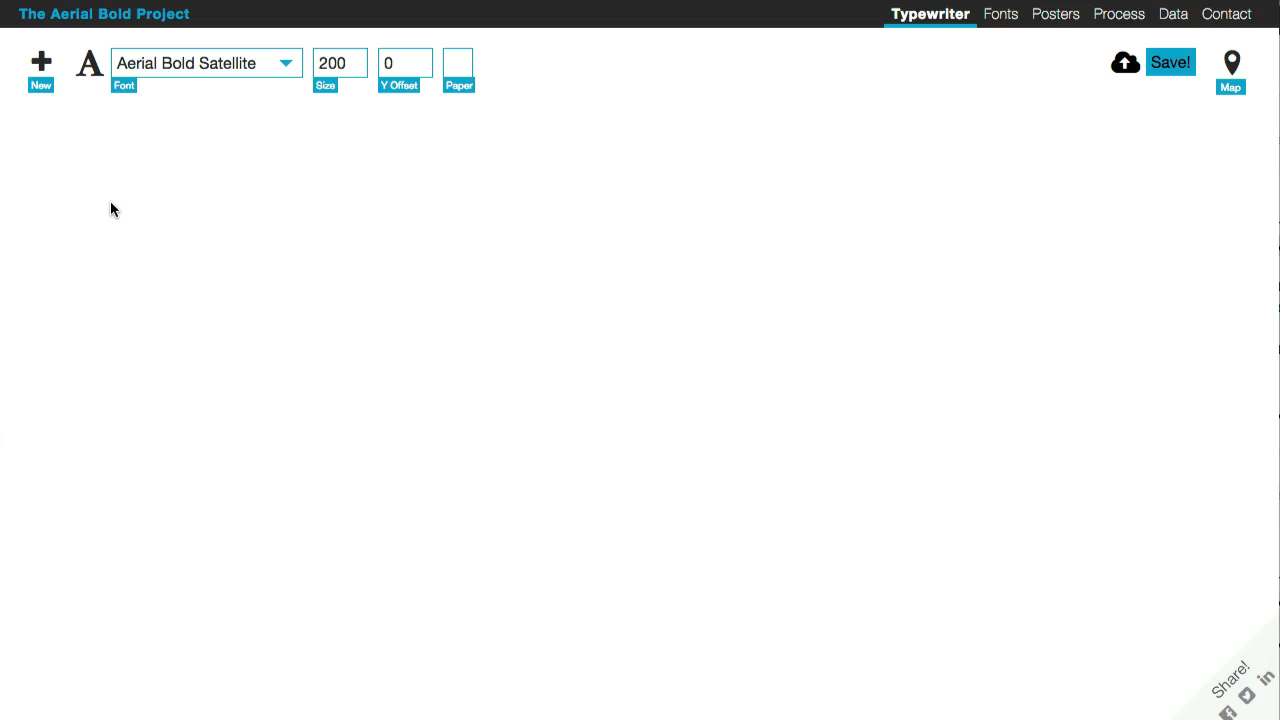 The Aerial Bold Project Typewriter Fonts Posters Process Data Contact
A Aerial Bold Satellite 200 0 Save!
New Font Size Y Offset Paper Map
Share!